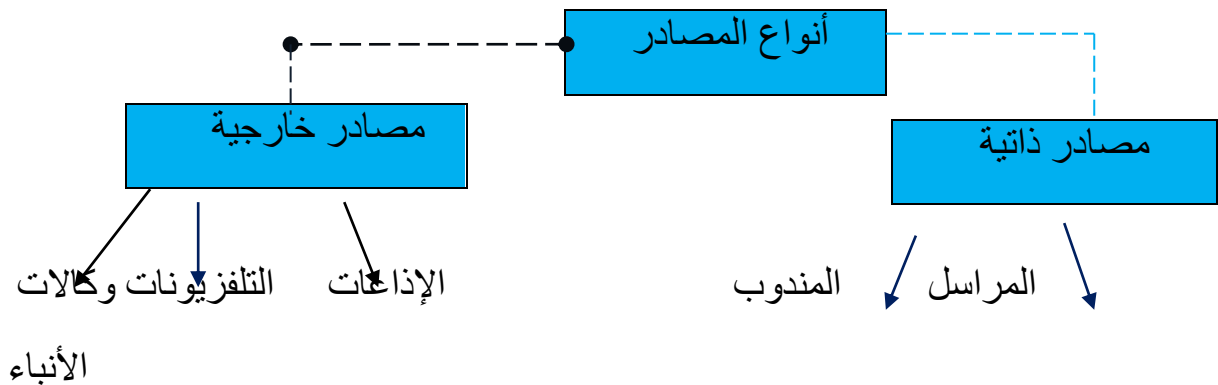 أنواع المصادر
مصادر ذاتية
مصادر خارجية
المراسل المندوب الإذاعات التلفزيونات وكالات
الأنباء